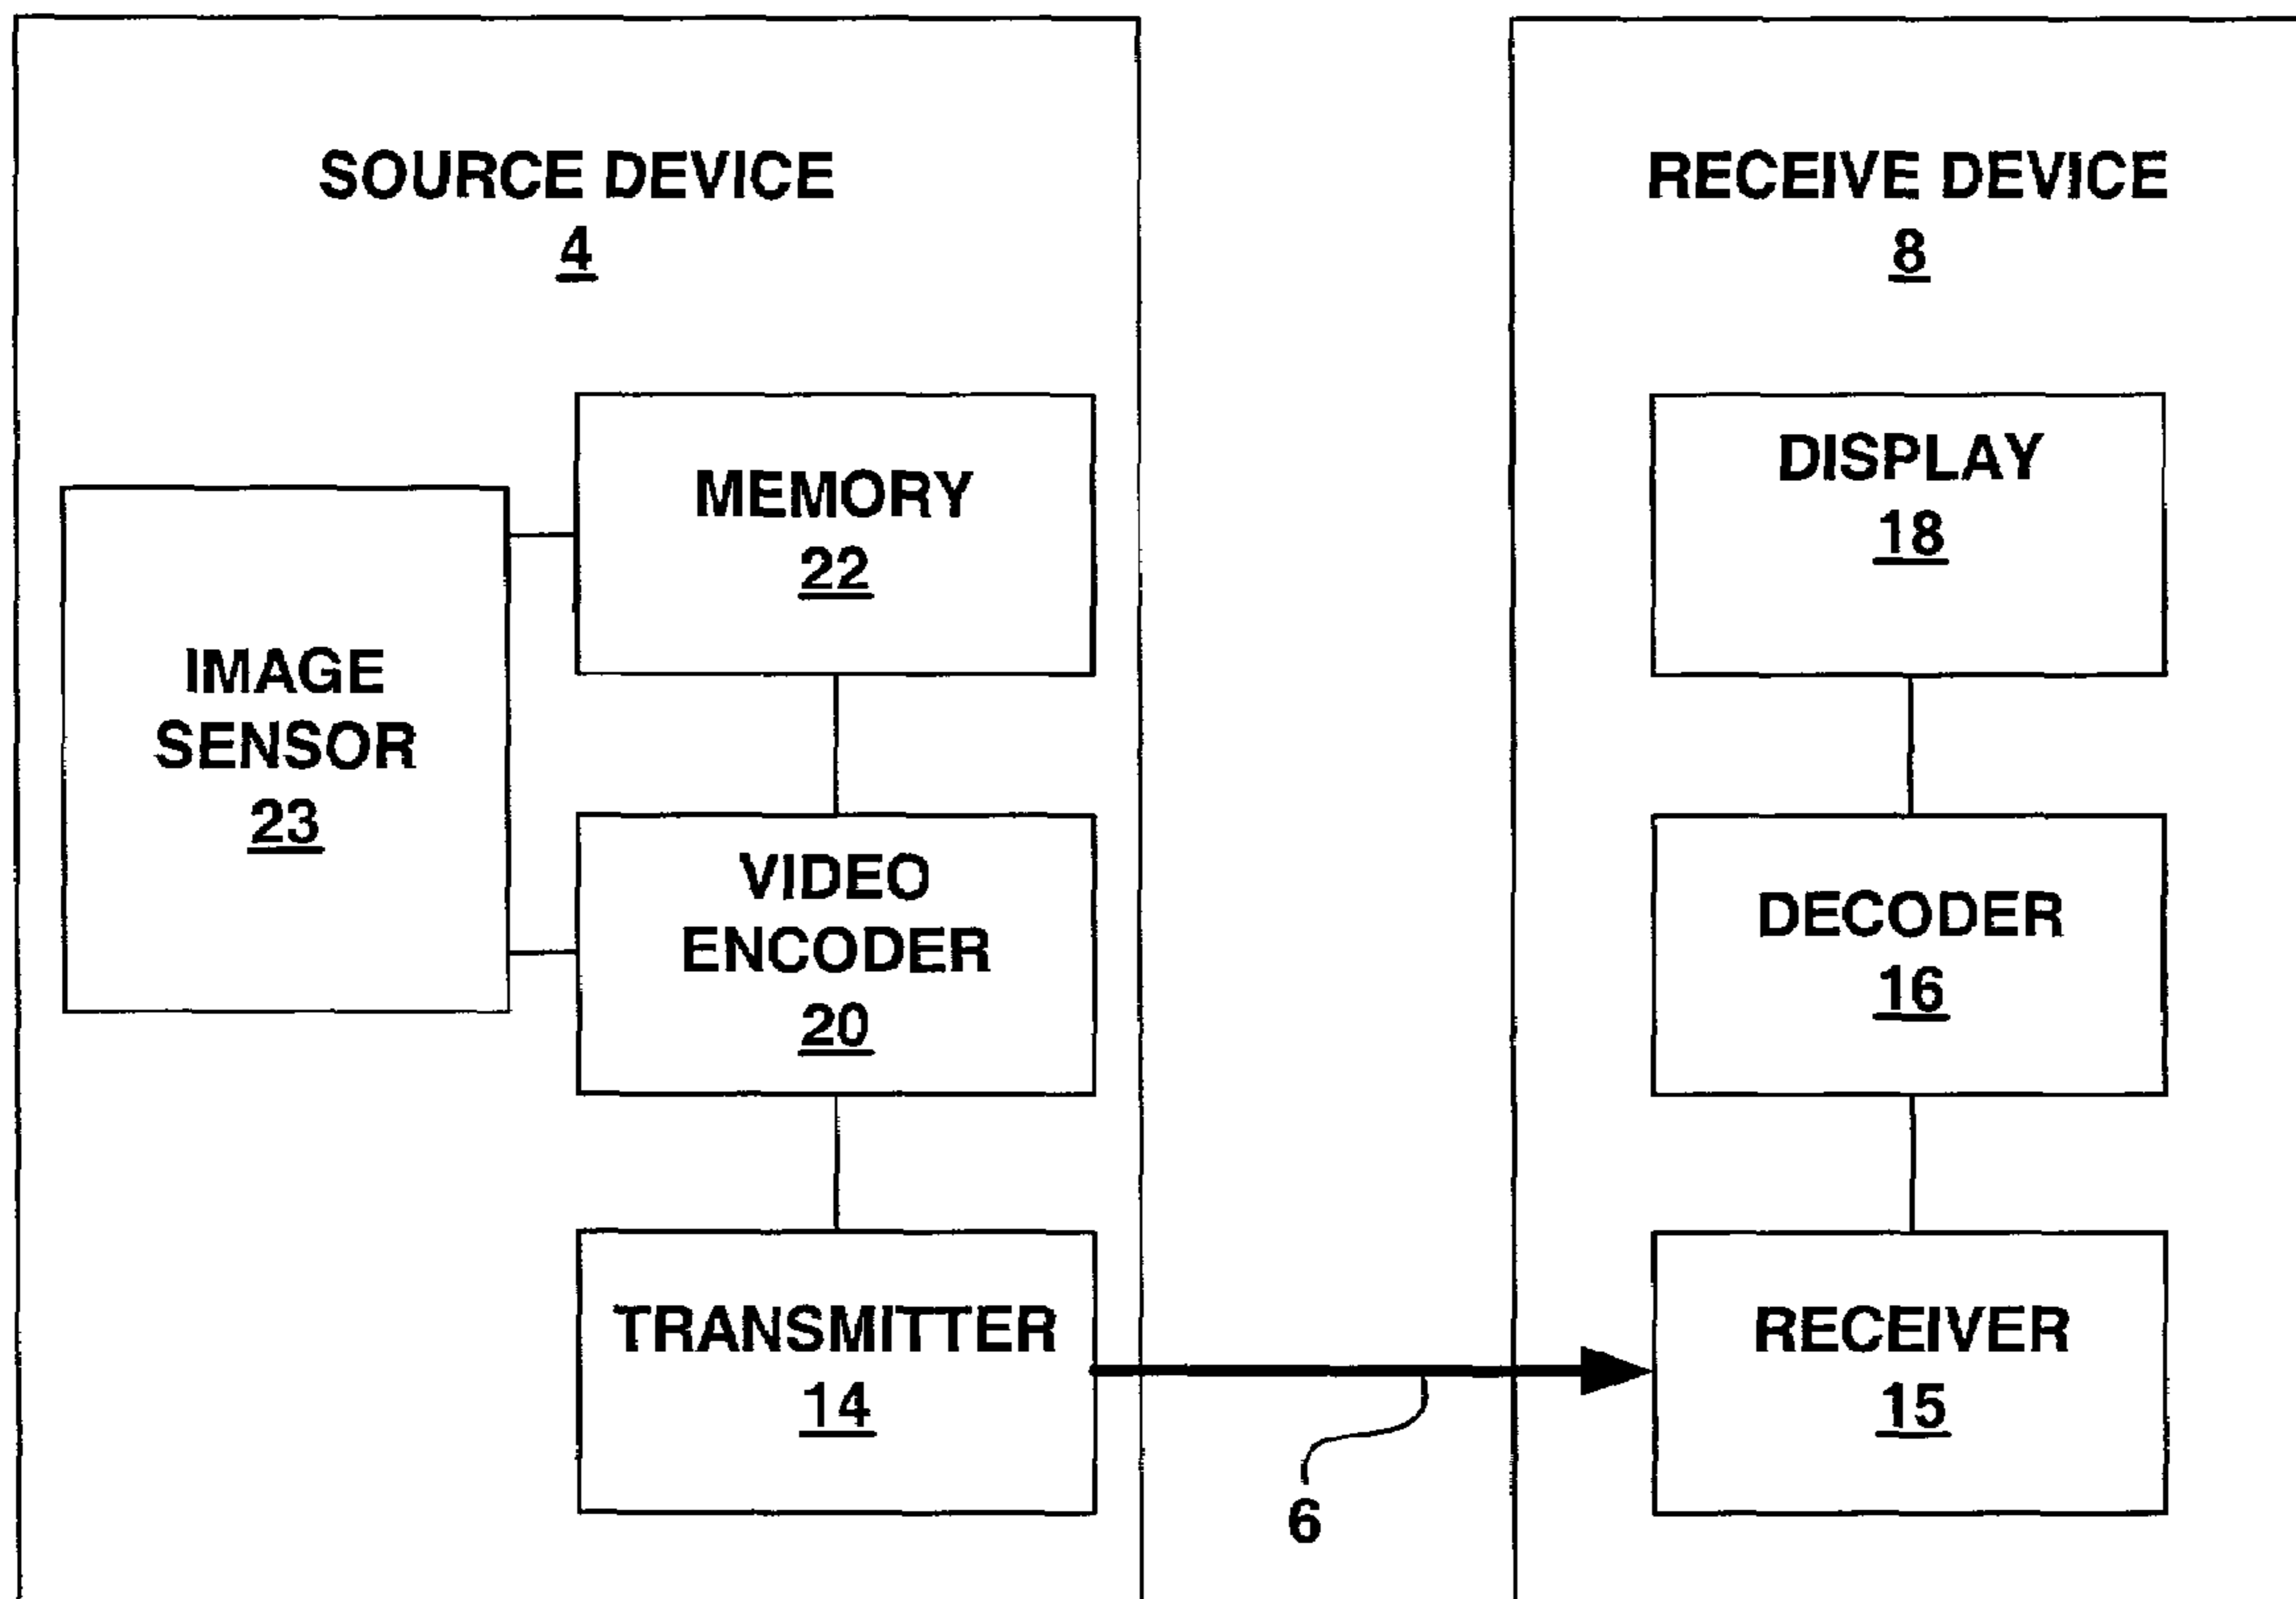 SOURCE DEVICE
4
MEMORY
22
IMAGE
SENSOR
23
VIDEO
ENCODER
20
TRANSMITTER
14
6
RECEIVE DEVICE
8
DISPLAY
18
DECODER
16
RECEIVER
15